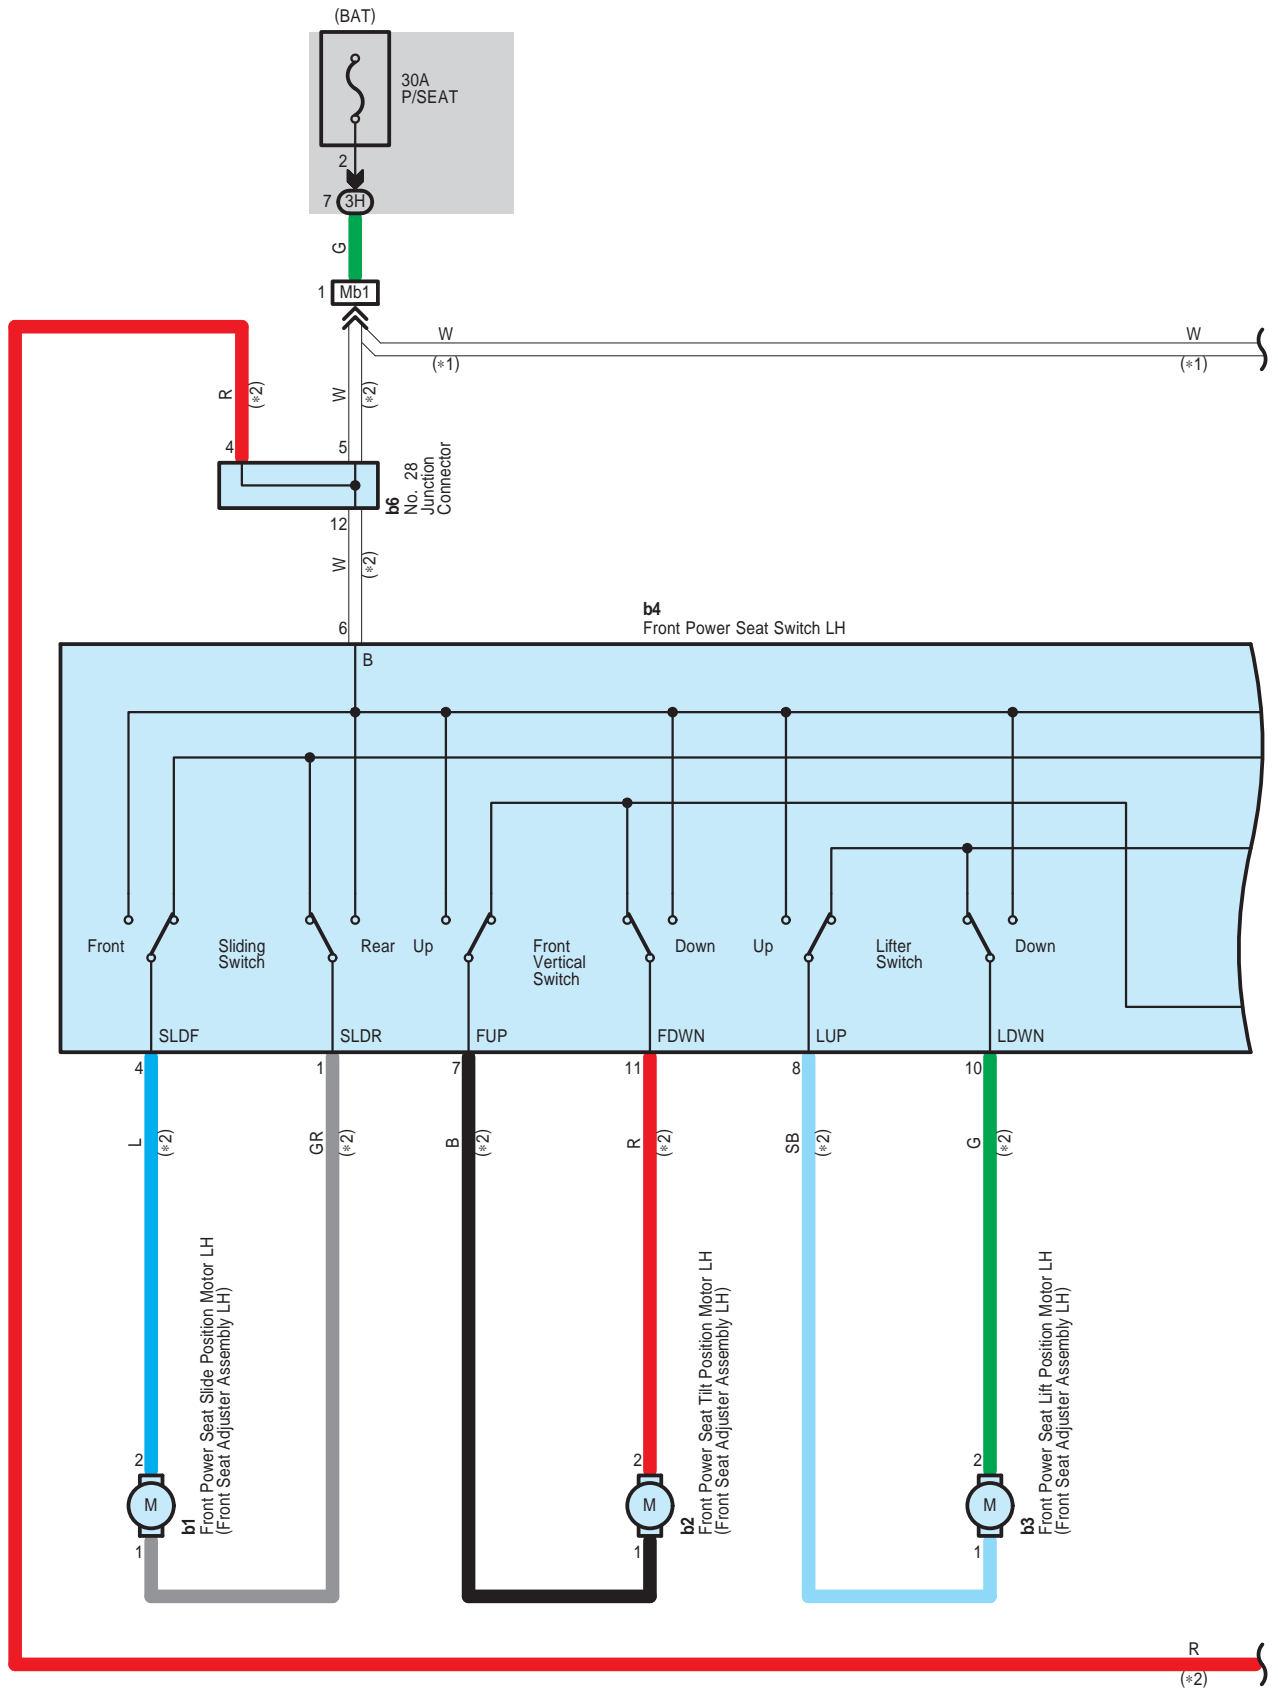 (BAT)
30A
P/SEAT
2
7 3H
G
1 Mb1
W
(*1)
W
(*1)
R
(*2)
W
(*2)
4
5
b6
No. 28
Junction
Connector
12
W
(*2)
b4
Front Power Seat Switch LH
6
B
Front
Sliding
Switch
Rear
Up
Front
Vertical
Switch
Down
Up
Lifter
Switch
Down
SLDF
SLDR
FUP
FDWN
LUP
LDWN
4
1
7
11
8
10
L
(*2)
GR
(*2)
B
(*2)
R
(*2)
SB
(*2)
G
(*2)
2
M
1
b1
Front Power Seat Slide Position Motor LH
(Front Seat Adjuster Assembly LH)
2
M
1
b2
Front Power Seat Tilt Position Motor LH
(Front Seat Adjuster Assembly LH)
2
M
1
b3
Front Power Seat Lift Position Motor LH
(Front Seat Adjuster Assembly LH)
R
(*2)